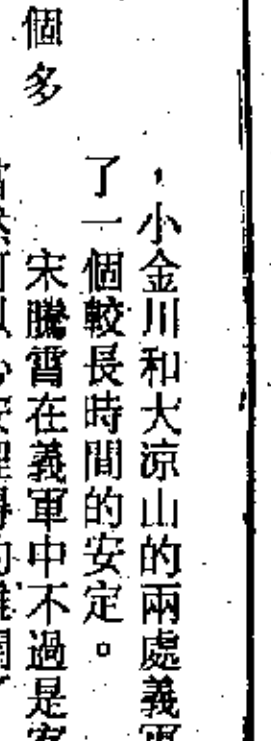 個多
，小金川和大涼山的兩處義
了一個較長時間的安定。
宋騰霄在義軍中不過是